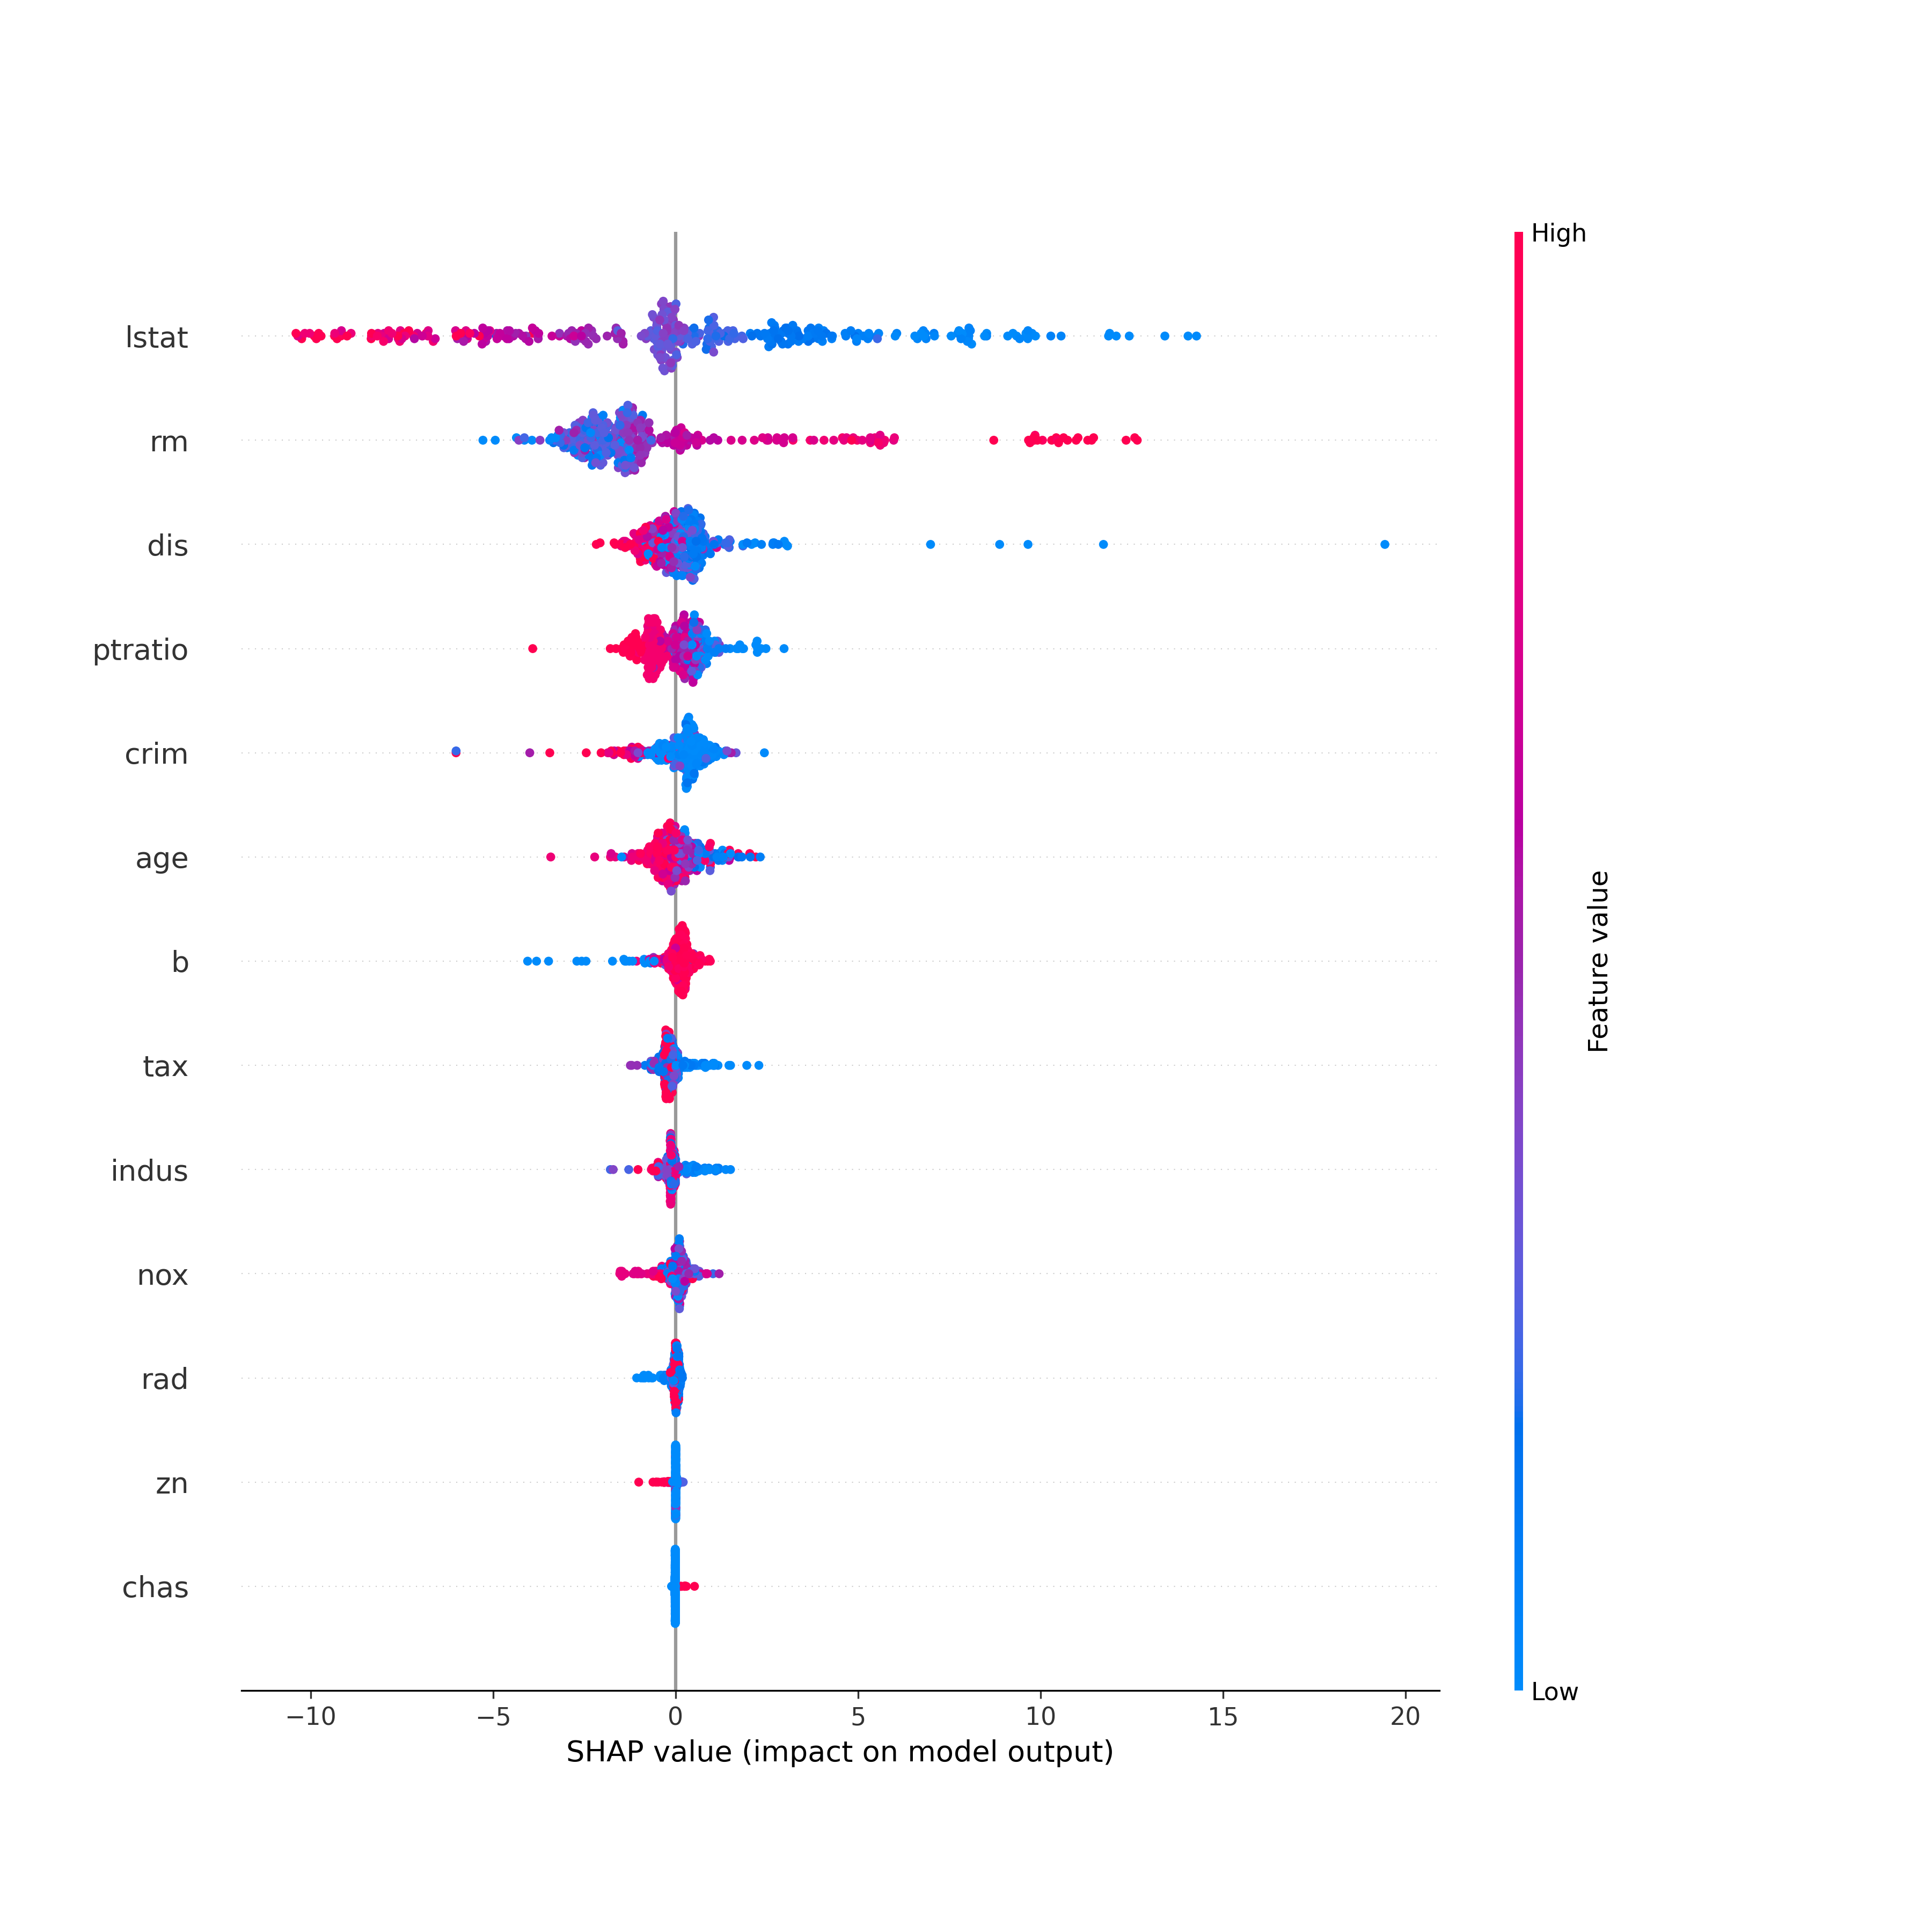 High
lstat
rm
dis
ptratio
crim
age
b
tax
indus
nox
rad
zn
chas
Feature value
Low
−10 −5 0 5 10 15 20
SHAP value (impact on model output)